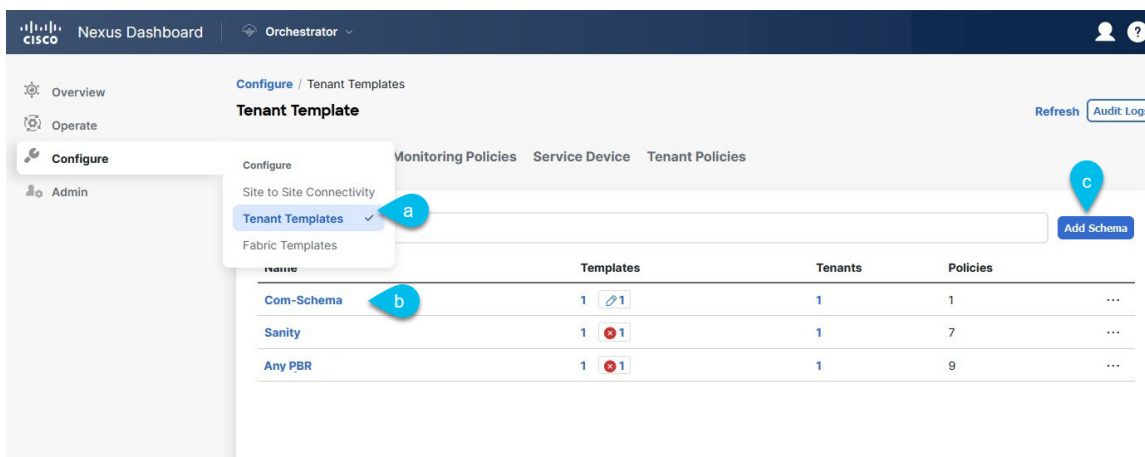 CISCO Nexus Dashboard Orchestrator ?
Overview
Operate
Configure
Admin
Configure / Tenant Templates
Tenant Template
Refresh Audit Log
Monitoring Policies Service Device Tenant Policies
Configure
Site to Site Connectivity
Tenant Templates
Fabric Templates
a
c
Add Schema
Name Templates Tenants Policies
Com-Schema b 1 1 1 1 ...
Sanity 1 1 1 7 ...
Any PBR 1 1 1 9 ...